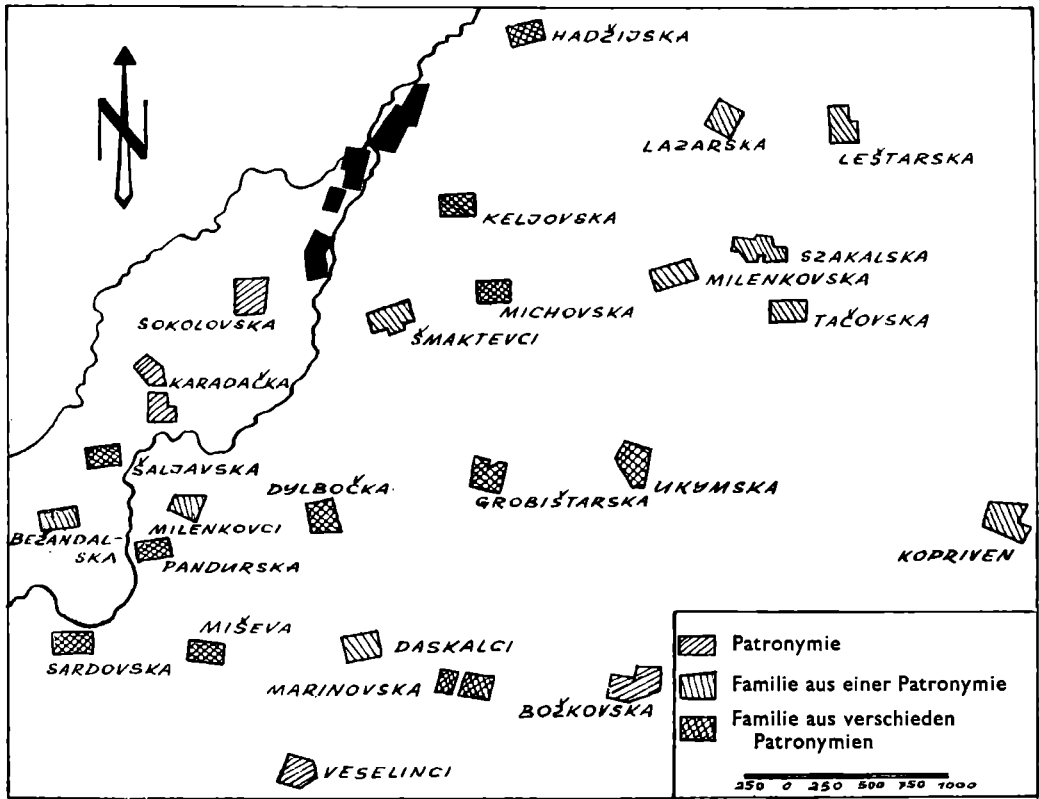 N
HADŽIJSKA
LAZARSKA
LEŠTARSKA
KELJOVSKA
SZAKALSKA
MILENKOVSKA
MICHOVSKA
TAČOVSKA
SOKOLOVSKA
ŠMAKTEVCI
KARADAČKA
ŠALJAVSKA
DYLBOČKA
GROBIŠTARSKA
UKYMSKA
MILENKOVCI
BEŽANDAL-
SKA
PANDURSKA
KOPRIVEN
MIŠEVA
DASKALCI
SARDOVSKA
MARINOVSKA
BOŽKOVSKA
VESELINCI
Patronymie
Familie aus einer Patronymie
Familie aus verschieden
Patronymien
250 0 250 500 750 1000